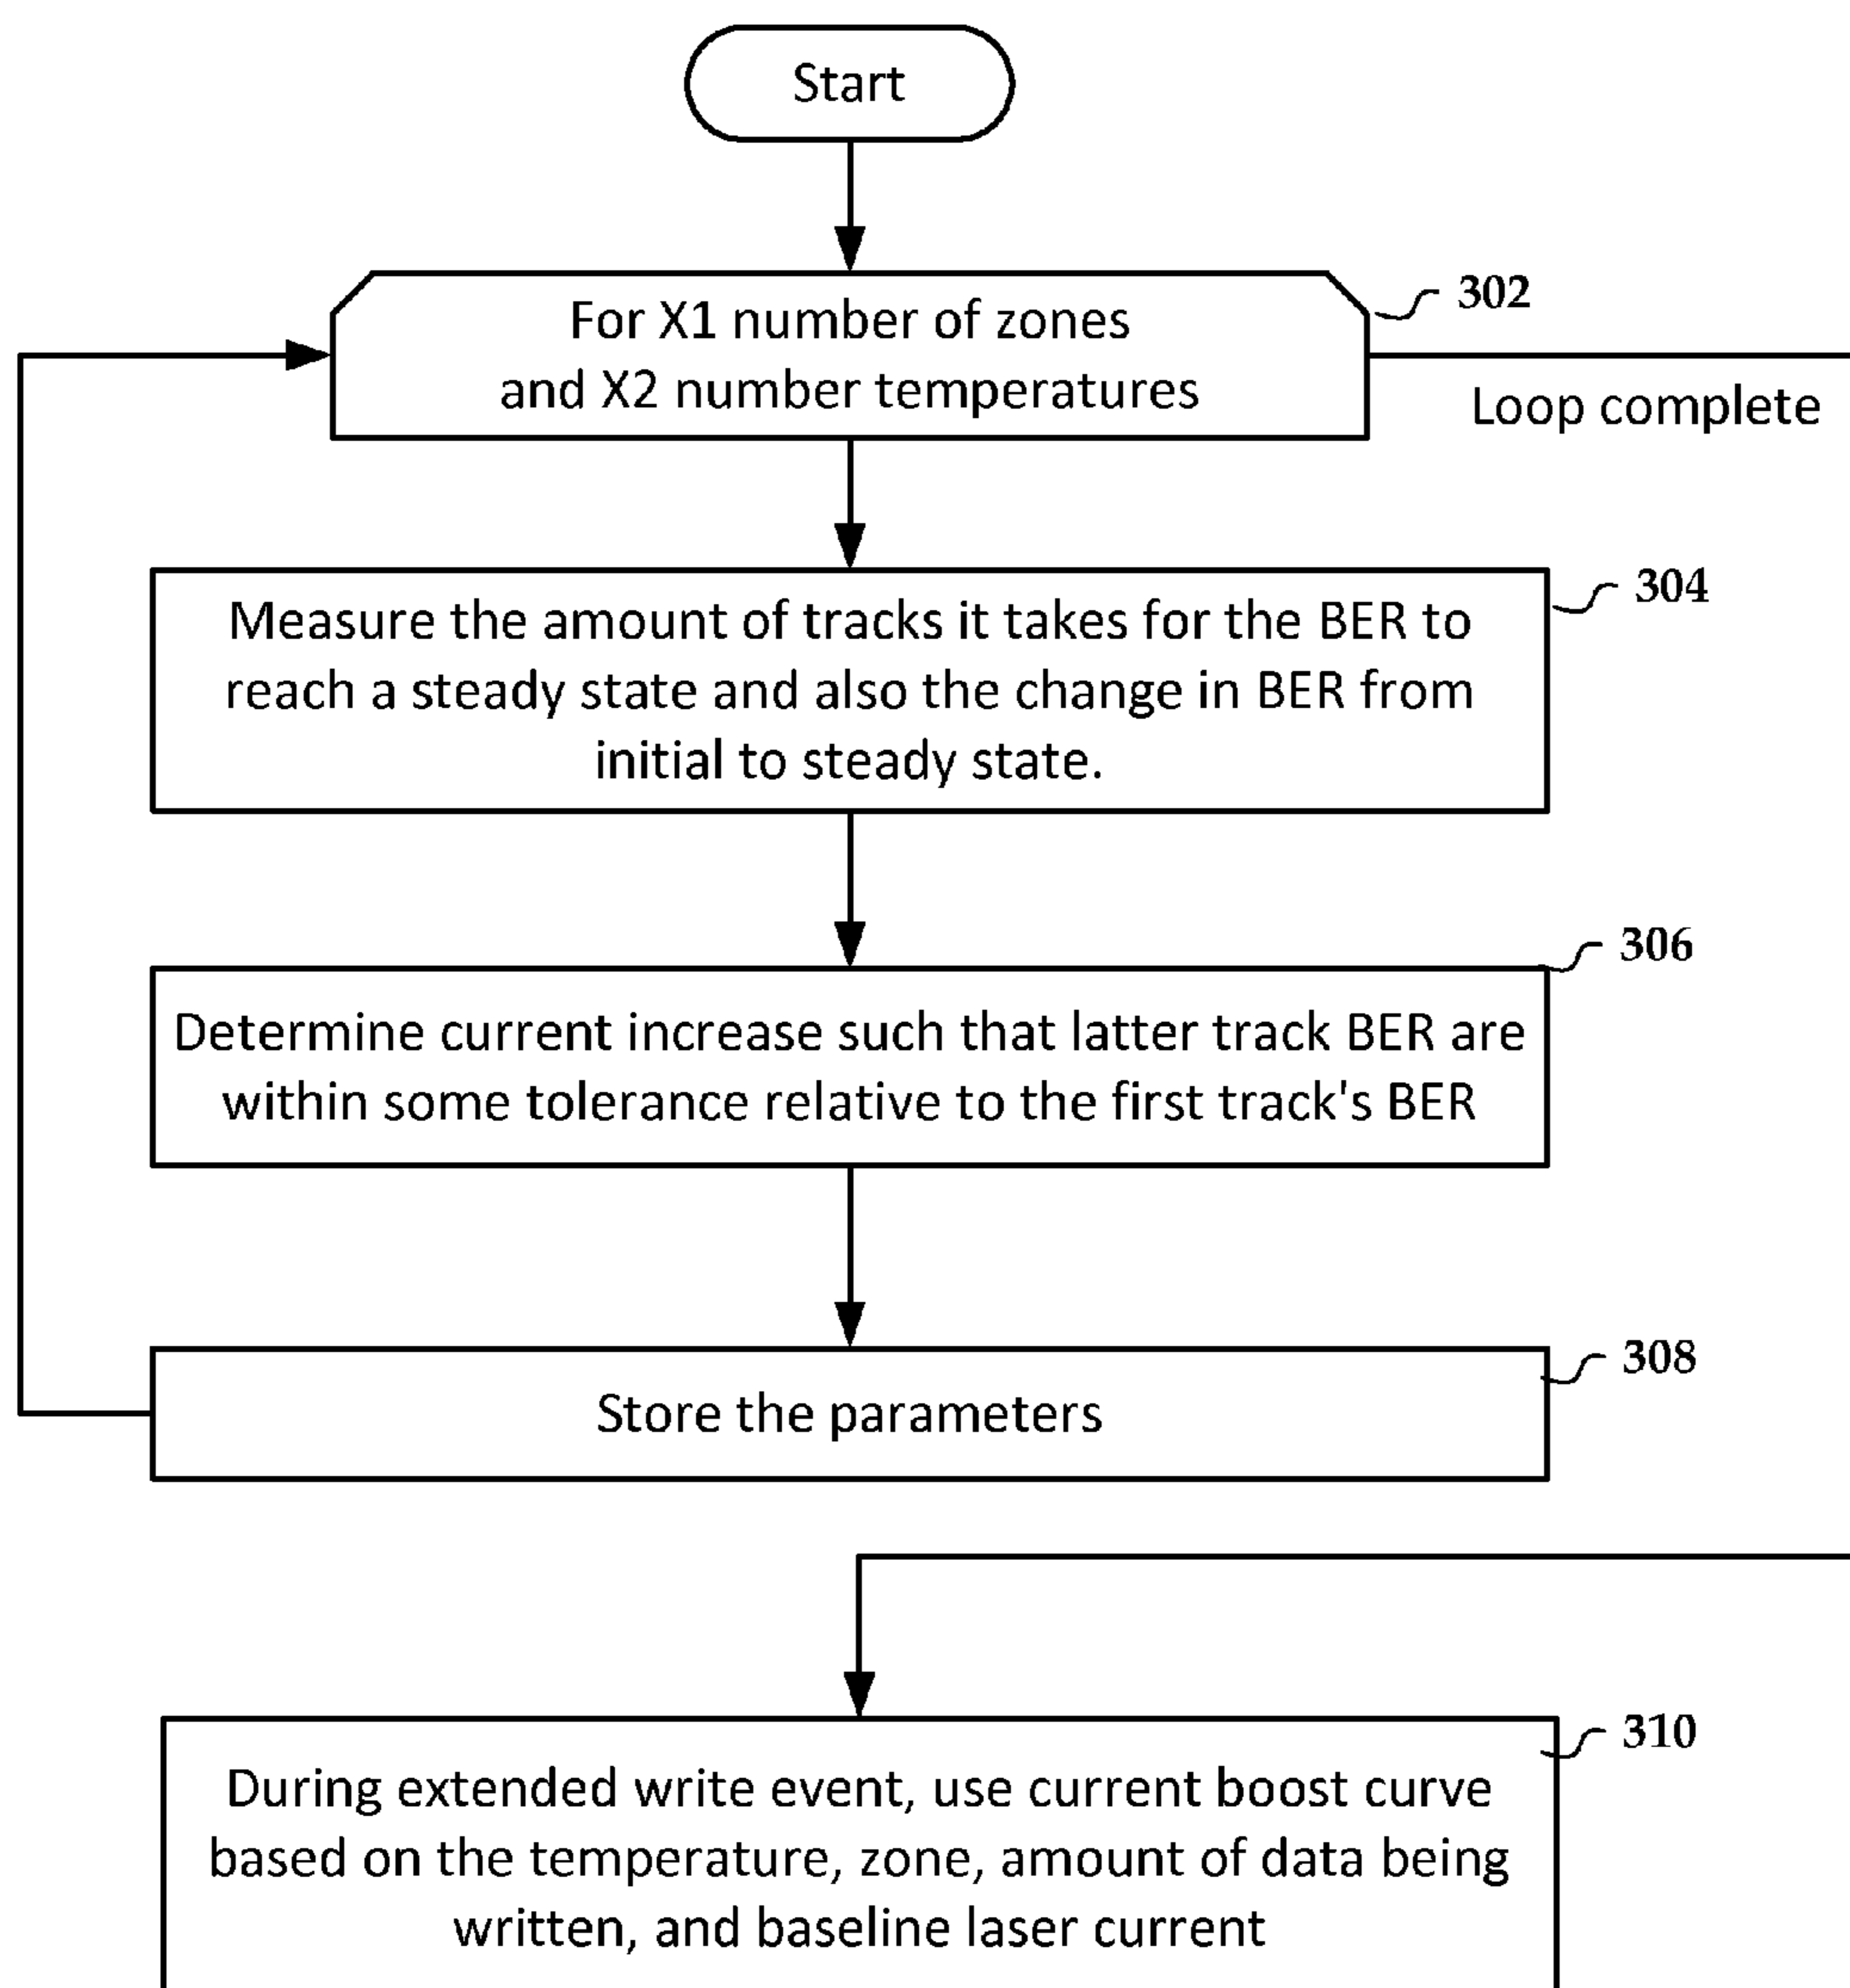 Start
302
For X1 number of zones
and X2 number temperatures
Loop complete
304
Measure the amount of tracks it takes for the BER to
reach a steady state and also the change in BER from
initial to steady state.
306
Determine current increase such that latter track BER are
within some tolerance relative to the first track's BER
308
Store the parameters
310
During extended write event, use current boost curve
based on the temperature, zone, amount of data being
written, and baseline laser current